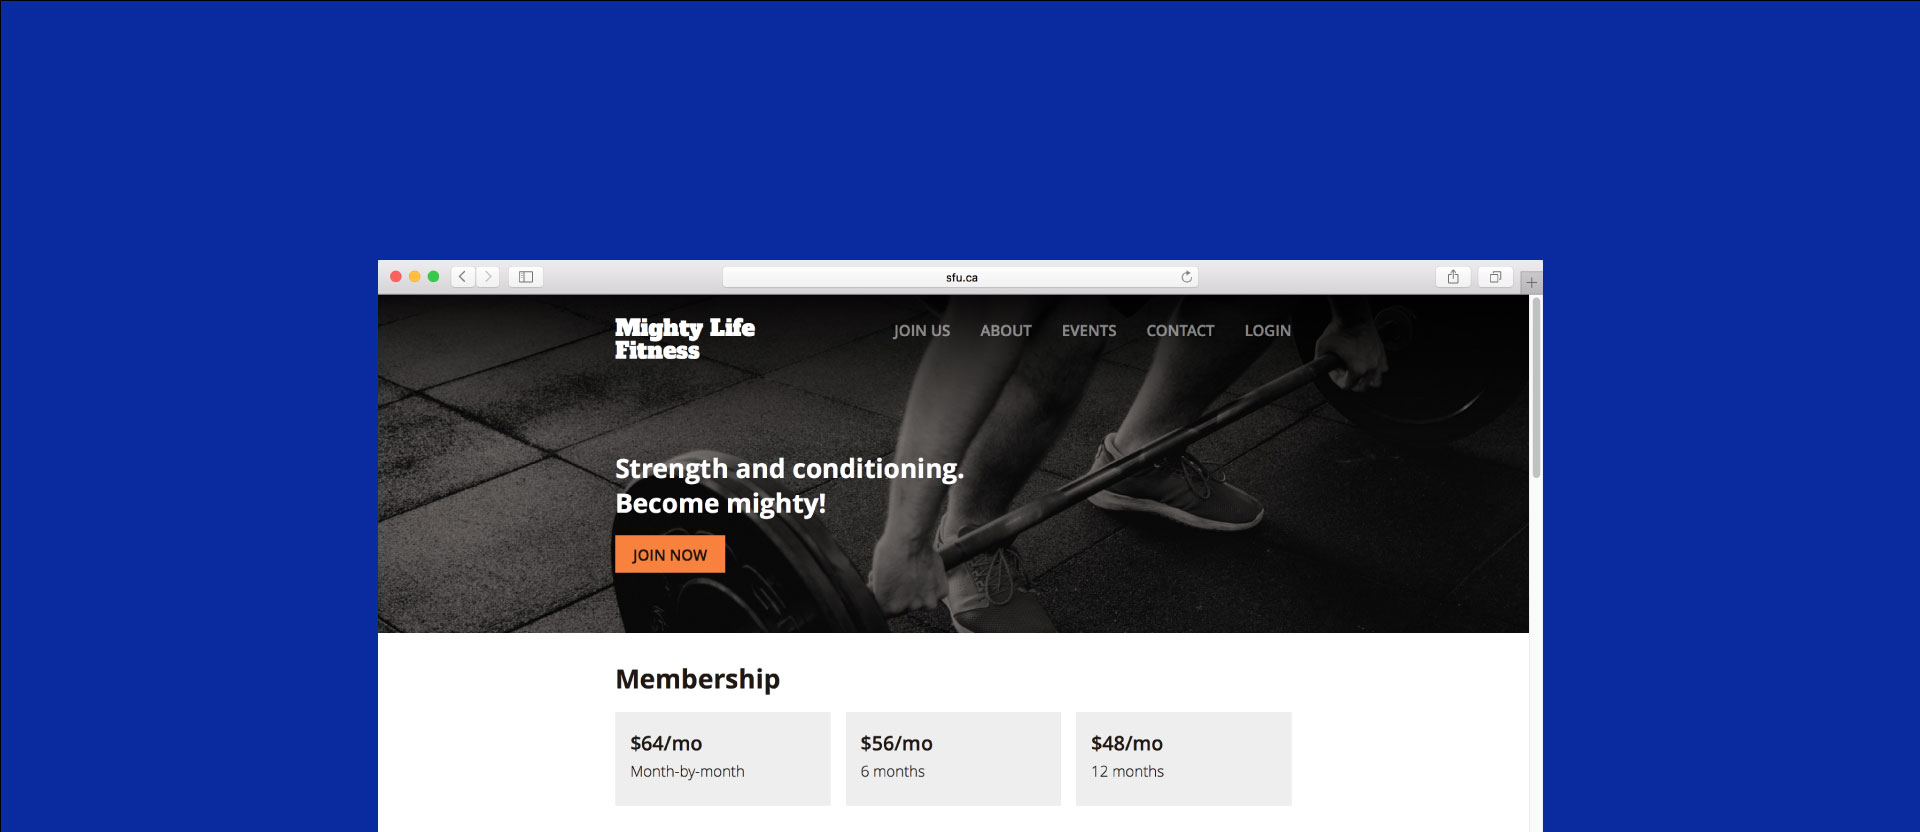 sfu.ca
Mighty Life
Fitness
JOIN US ABOUT EVENTS CONTACT LOGIN
Strength and conditioning.
Become mighty!
JOIN NOW
Membership
$64/mo
Month-by-month
$56/mo
6 months
$48/mo
12 months